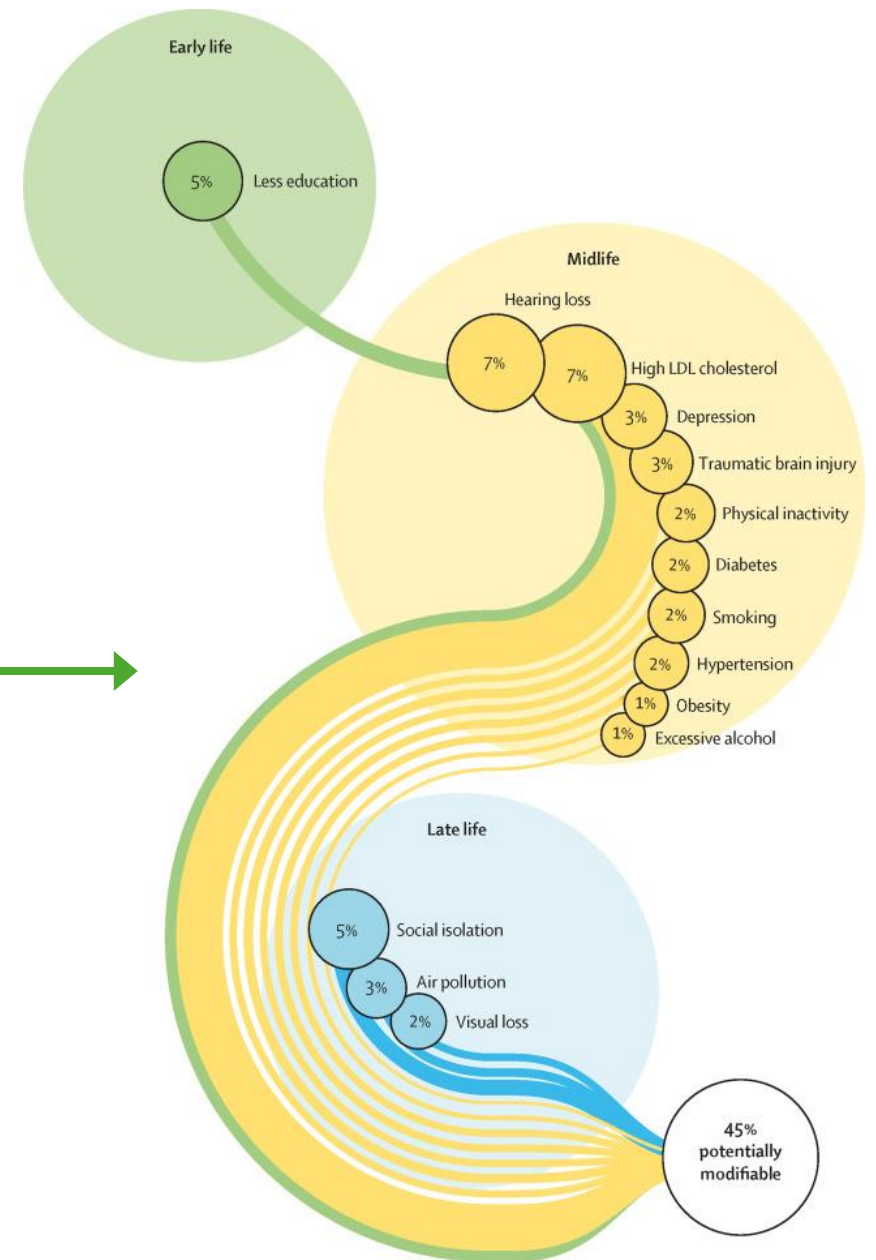 Early life
5% Less education
Midlife
Hearing loss
7%
7% High LDL cholesterol
3% Depression
3% Traumatic brain injury
2% Physical inactivity
2% Diabetes
2% Smoking
2% Hypertension
1% Obesity
1% Excessive alcohol
Late life
5% Social isolation
3% Air pollution
2% Visual loss
45%
potentially
modifiable